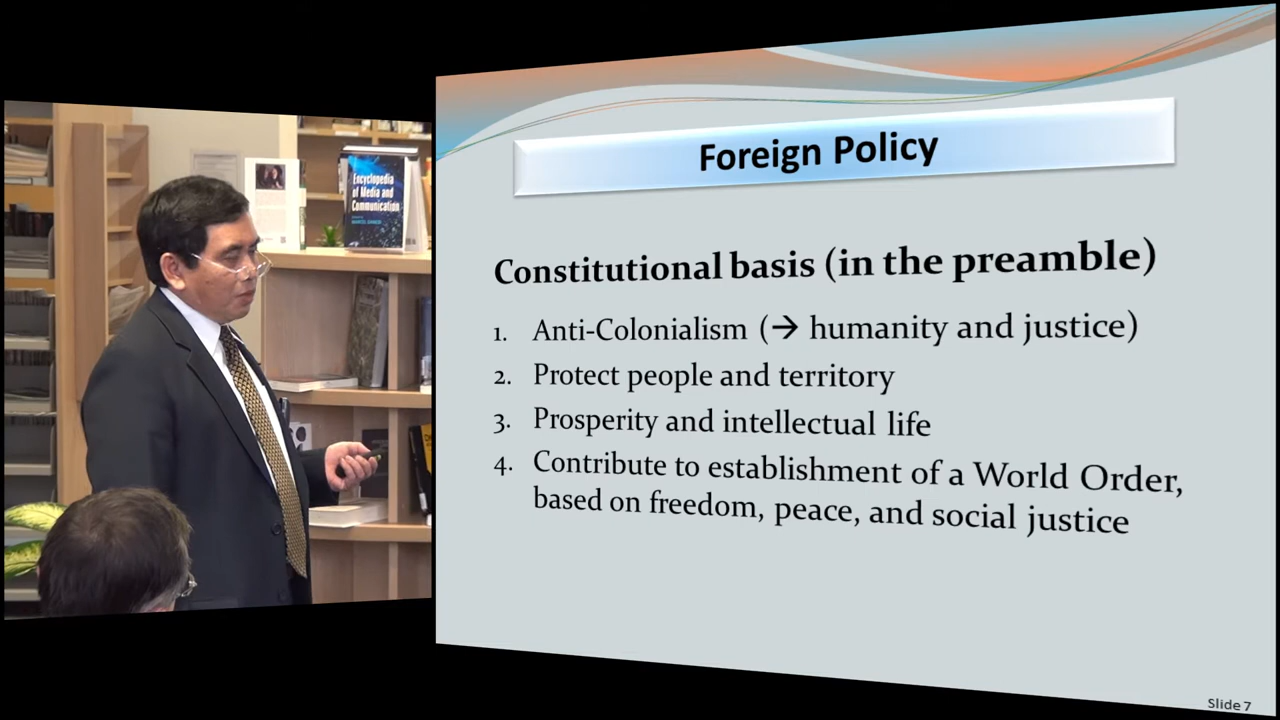 Encyclopedia
of Media and
Communication
Foreign Policy
Constitutional basis (in the preamble)
1. Anti-Colonialism (→ humanity and justice)
2. Protect people and territory
3. Prosperity and intellectual life
4. Contribute to establishment of a World Order,
based on freedom, peace, and social justice
Slide 7